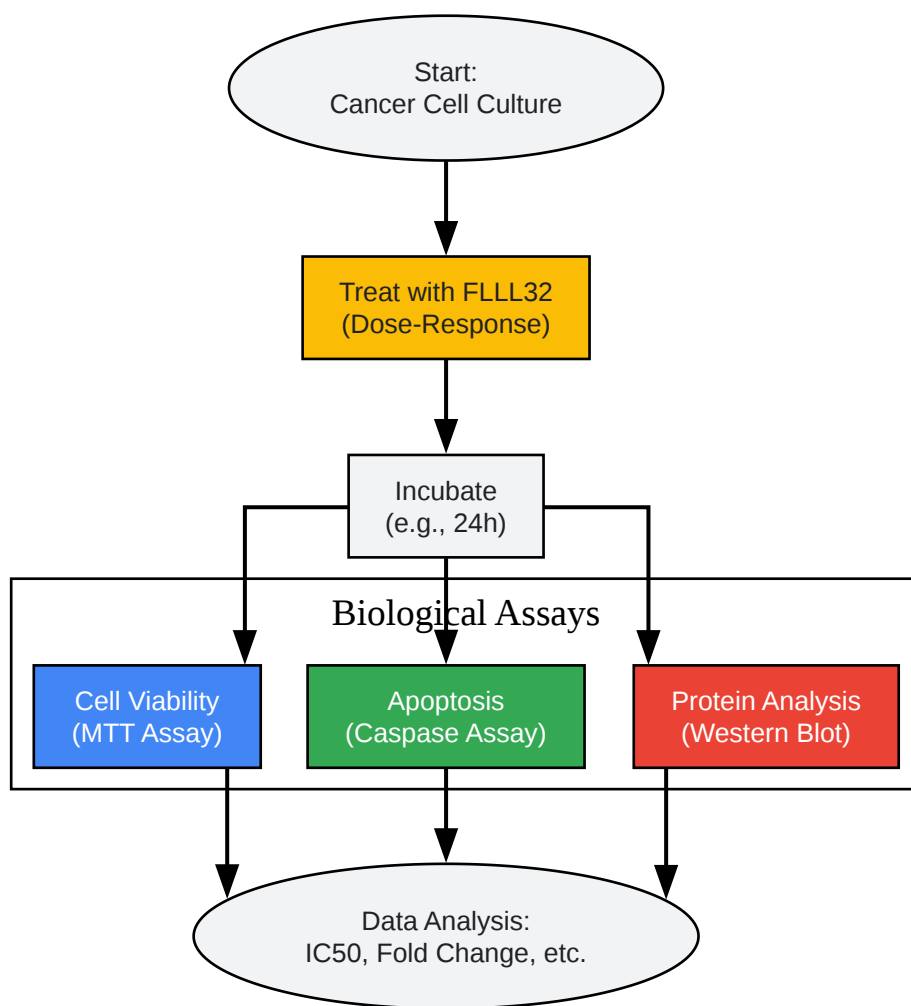 Start:
Cancer Cell Culture
Treat with FLLL32
(Dose-Response)
Incubate
(e.g., 24h)
Biological Assays
Cell Viability
(MTT Assay)
Apoptosis
(Caspase Assay)
Protein Analysis
(Western Blot)
Data Analysis:
IC50, Fold Change, etc.